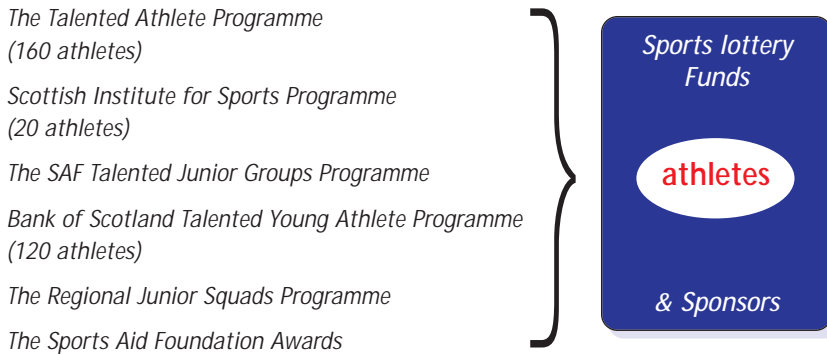 The Talented Athlete Programme
(160 athletes)
Scottish Institute for Sports Programme
(20 athletes)
The SAF Talented Junior Groups Programme
Bank of Scotland Talented Young Athlete Programme
(120 athletes)
The Regional Junior Squads Programme
The Sports Aid Foundation Awards
Sports lottery
Funds
athletes
& Sponsors